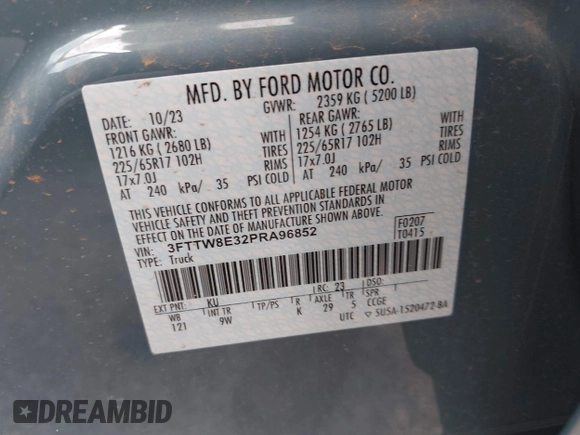 MFD. BY FORD MOTOR CO.
DATE: 10/23 GVWR: 2359 KG (5200 LB)
FRONT GAWR: REAR GAWR:
1216 KG (2680 LB) 1254 KG (2765 LB)
225/65R17 102H TIRES 225/65R17 102H TIRES
17x7.0J RIMS 17x7.0J RIMS
AT 240 kPa/ 35 PSI COLD AT 240 kPa/ 35 PSI COLD
THIS VEHICLE CONFORMS TO ALL APPLICABLE FEDERAL MOTOR
VEHICLE SAFETY AND THEFT PREVENTION STANDARDS IN
EFFECT ON THE DATE OF MANUFACTURE SHOWN ABOVE.
VIN: 3FTTW8E32PRA96852 F0207
TYPE: Truck T0415
EXT PNT: KU RC: 23 DSO:
WB INT TR TP/PS R AXLE TR SPR
121 9W K 29 5 CCGE
UTC SU5A-1520472-BA
DREAMBID